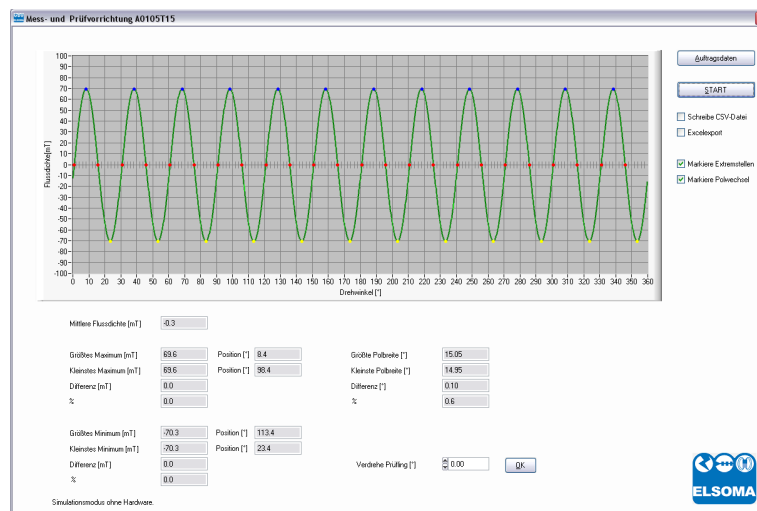 Mess- und Prüfvorrichtung A0105T15
Auftragsdaten
START
Schreibe CSV-Datei
Excelexport
Markiere Extremstellen
Markiere Polwechsel
Flussdichte[mT]
100
90
80
70
60
50
40
30
20
10
0
-10
-20
-30
-40
-50
-60
-70
-80
-90
-100
0 10 20 30 40 50 60 70 80 90 100 110 120 130 140 150 160 170 180 190 200 210 220 230 240 250 260 270 280 290 300 310 320 330 340 350 360
Drehwinkel [°]
Mittlere Flussdichte [mT] -0.3
Größtes Maximum [mT] 69.6 Position [°] 8.4 Größte Polbreite [°] 15.05
Kleinstes Maximum [mT] 69.6 Position [°] 98.4 Kleinste Polbreite [°] 14.95
Differenz [mT] 0.0 Differenz [°] 0.10
% 0.0 % 0.6
Größtes Minimum [mT] -70.3 Position [°] 113.4
Kleinstes Minimum [mT] -70.3 Position [°] 23.4
Differenz [mT] 0.0 Verdrehe Prüfling [°] 0.00 OK
% 0.0
Simulationsmodus ohne Hardware.
ELSOMA